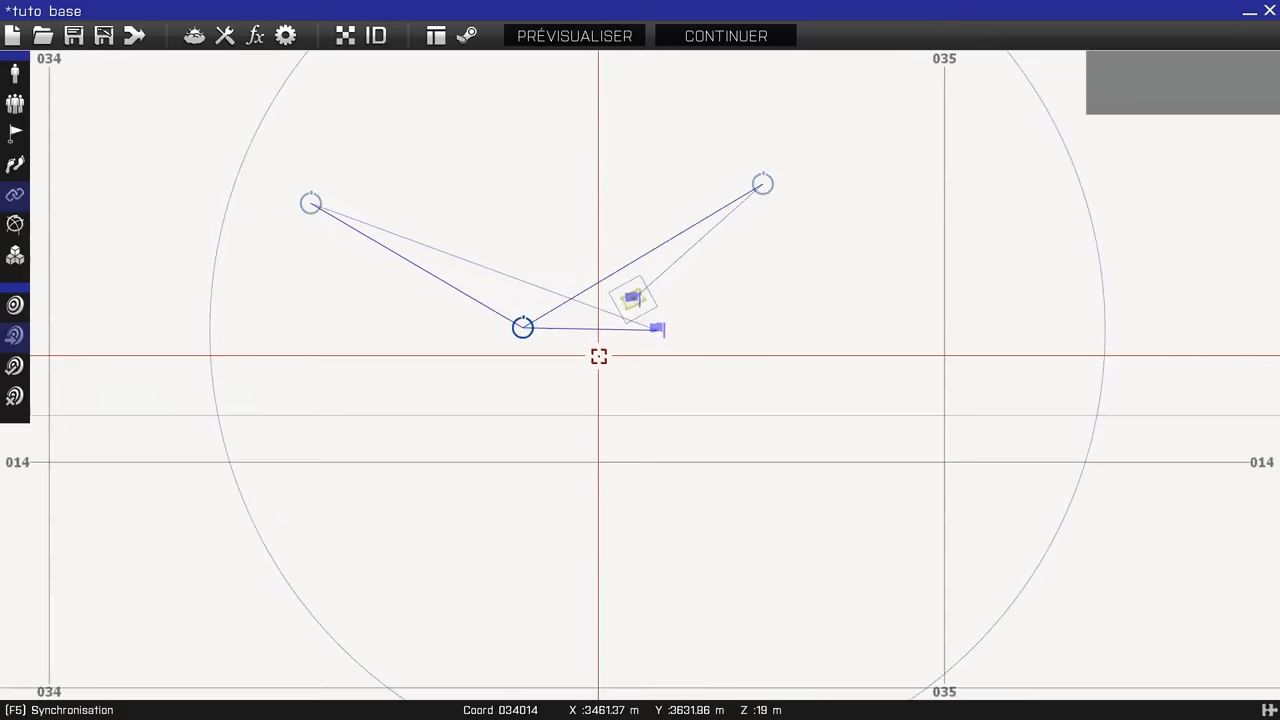 *tuto base
ID
PRÉVISUALISER
CONTINUER
034
035
014
014
034
035
(F5) Synchronisation
Coord 034014
X :3461.37 m
Y :3631.86 m
Z :19 m